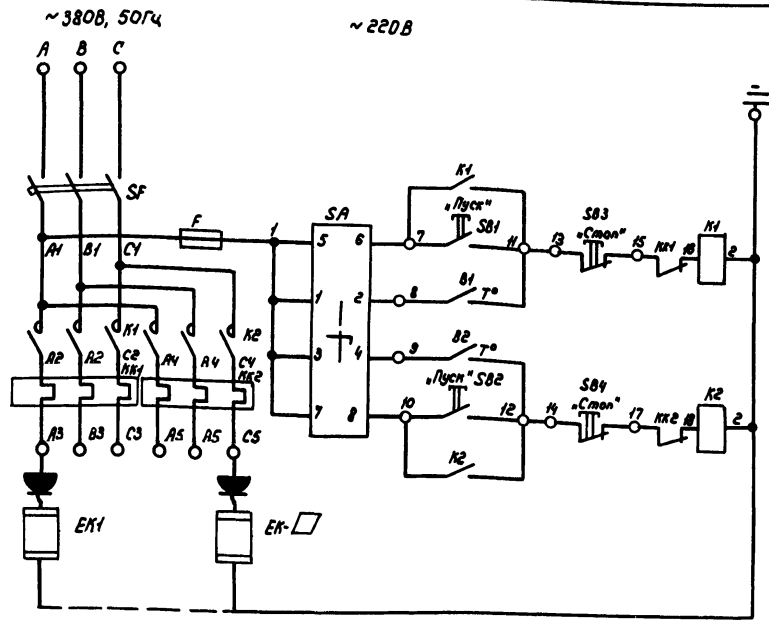 ~380В, 50Гц
~220В
A B C
SF
F
SA
K1
„Пуск"
SB1
A1 B1 C1
1
5 6
7
11
13
SB3
„Стоп"
15
KK1
16
K1
2
1 2
8
B1
T°
K1
K2
A2 A2 C2
A4 A4 C4
KK1
KK2
3 4
9
B2
T°
„Пуск" SB2
7 8
10
12
14
SB4
„Стоп"
17
KK2
18
K2
2
K2
A3 B3 C3 A5 A5 C5
EK1
EK-